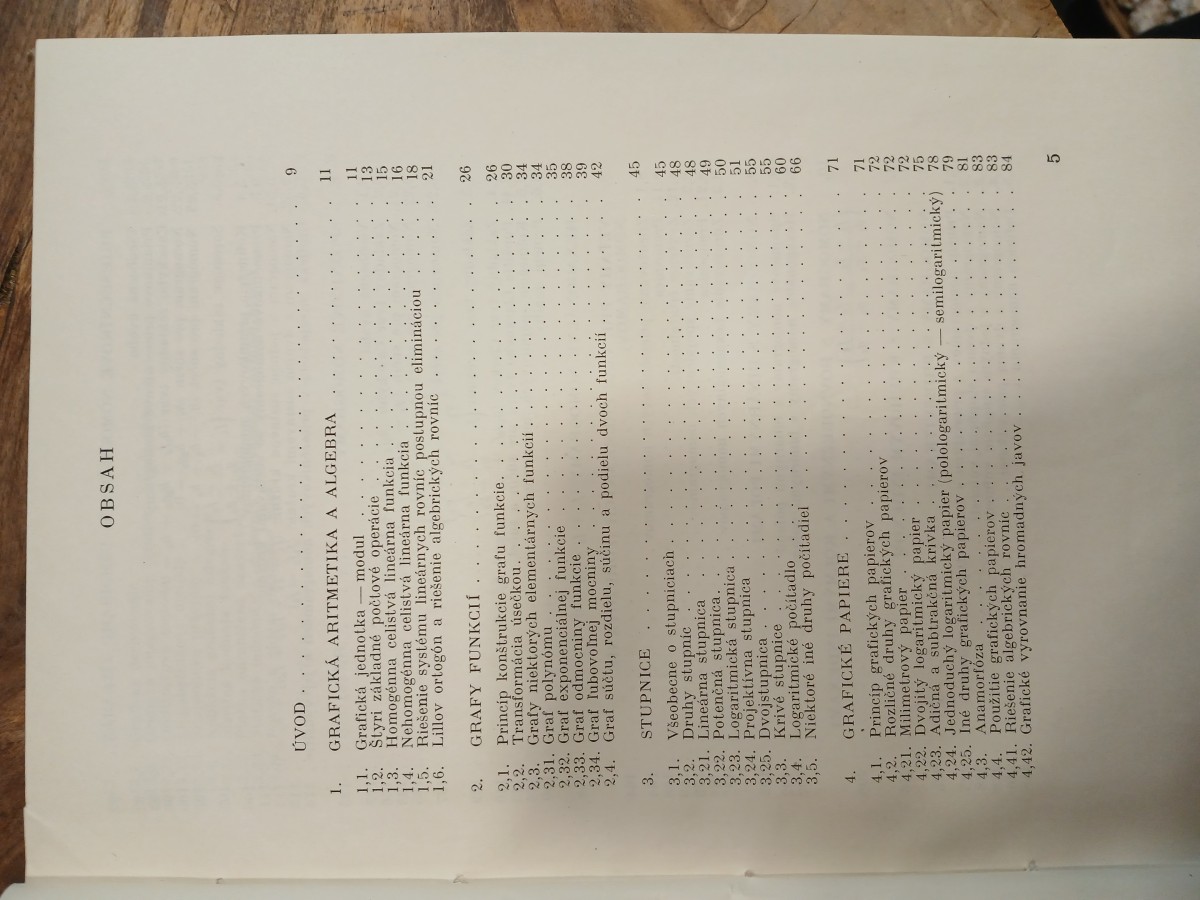 OBSAH
ÚVOD . . . . . . . . . . . . . . . . . . . . 9
1. GRAFICKÁ ARITMETIKA A ALGEBRA . . . . . . . . . . . 11
1,1. Grafická jednotka — modul . . . . . . . . . . . . . . . 11
1,2. Štyri základné počtové operácie . . . . . . . . . . . . . 13
1,3. Homogénna celistvá lineárna funkcia . . . . . . . . . . . . 15
1,4. Nehomogénna celistvá lineárna funkcia . . . . . . . . . . . 16
1,5. Riešenie systému lineárnych rovníc postupnou elimináciou . . . . . 18
1,6. Lillov ortogón a riešenie algebrických rovníc . . . . . . . . . 21
2. GRAFY FUNKCIÍ . . . . . . . . . . . . . . . . . 26
2,1. Princíp konštrukcie grafu funkcie . . . . . . . . . . . . . 26
2,2. Transformácia úsečkou . . . . . . . . . . . . . . . . 30
2,3. Grafy niektorých elementárnych funkcií . . . . . . . . . . . 34
2,31. Graf polynómu . . . . . . . . . . . . . . . . . . 34
2,32. Graf exponenciálnej funkcie . . . . . . . . . . . . . . 35
2,33. Graf odmocniny funkcie . . . . . . . . . . . . . . . 38
2,34. Graf ľubovoľnej mocniny . . . . . . . . . . . . . . . 39
2,4. Graf súčtu, rozdielu, súčinu a podielu dvoch funkcií . . . . . . . 42
3. STUPNICE . . . . . . . . . . . . . . . . . . . 45
3,1. Všeobecne o stupniciach . . . . . . . . . . . . . . . 45
3,2. Druhy stupníc . . . . . . . . . . . . . . . . . . 48
3,21. Lineárna stupnica . . . . . . . . . . . . . . . . . 48
3,22. Potenčná stupnica . . . . . . . . . . . . . . . . . 49
3,23. Logaritmická stupnica . . . . . . . . . . . . . . . . 50
3,24. Projektívna stupnica . . . . . . . . . . . . . . . . 51
3,25. Dvojstupnica . . . . . . . . . . . . . . . . . . . 55
3,3. Krivé stupnice . . . . . . . . . . . . . . . . . . 55
3,4. Logaritmické počítadlo . . . . . . . . . . . . . . . . 60
3,5. Niektoré iné druhy počítadiel . . . . . . . . . . . . . . 66
4. GRAFICKÉ PAPIERE . . . . . . . . . . . . . . . . 71
4,1. Princíp grafických papierov . . . . . . . . . . . . . . 71
4,2. Rozličné druhy grafických papierov . . . . . . . . . . . . 72
4,21. Milimetrový papier . . . . . . . . . . . . . . . . . 72
4,22. Dvojitý logaritmický papier . . . . . . . . . . . . . . 72
4,23. Adičná a subtrakčná krivka . . . . . . . . . . . . . . 75
4,24. Jednoduchý logaritmický papier (polologaritmický — semilogaritmický) 78
4,25. Iné druhy grafických papierov . . . . . . . . . . . . . 79
4,3. Anamorfóza . . . . . . . . . . . . . . . . . . . 81
4,4. Použitie grafických papierov . . . . . . . . . . . . . . 83
4,41. Riešenie algebrických rovníc . . . . . . . . . . . . . . 83
4,42. Grafické vyrovnanie hromadných javov . . . . . . . . . . . 84
5